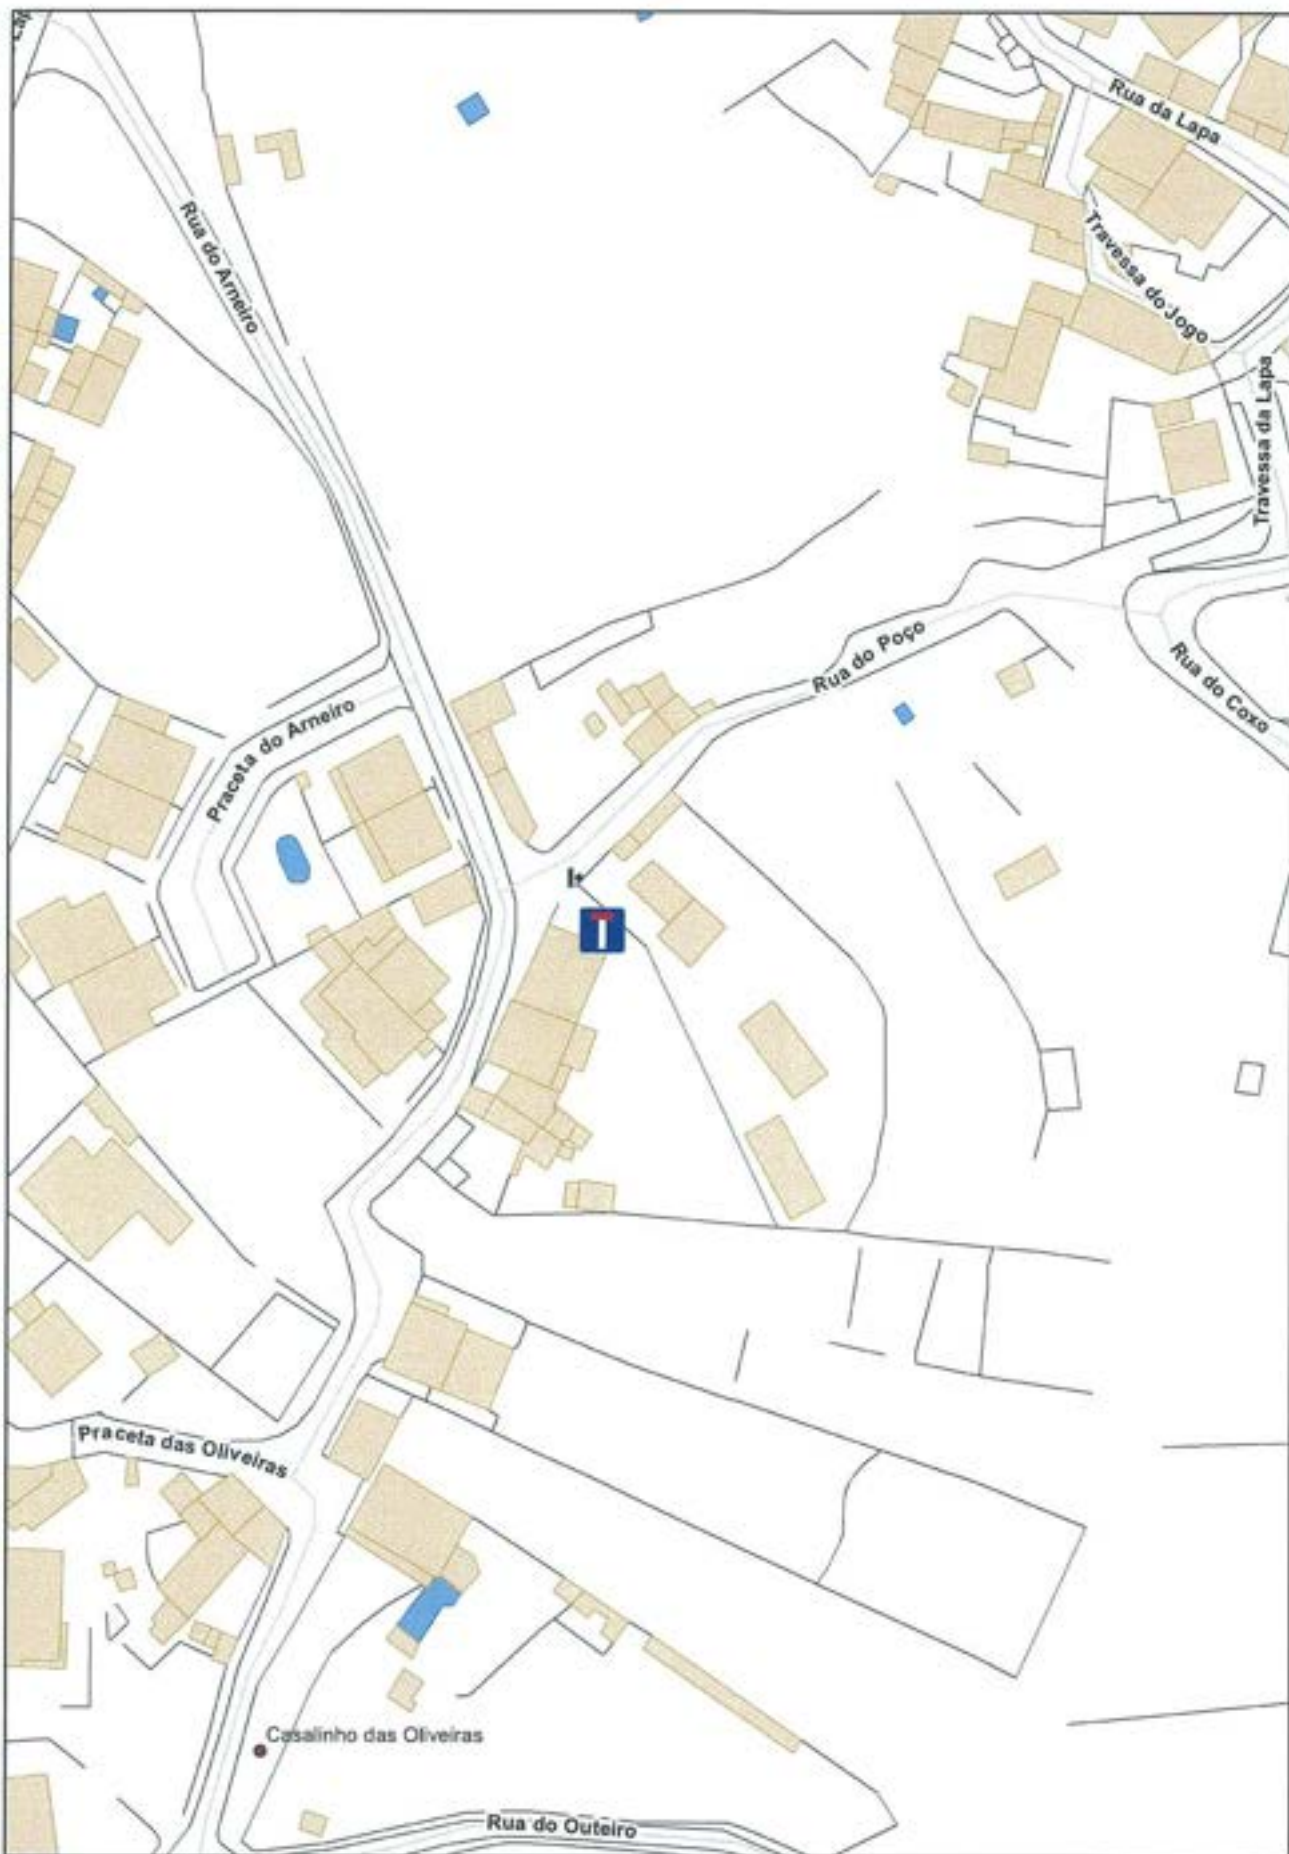 Rua da Lapa
Rua do Arneiro
Travessa do Jogo
Travessa da Lapa
Rua do Poço
Rua do Coxo
Praceta do Arneiro
Praceta das Oliveiras
Casalinho das Oliveiras
Rua do Outeiro